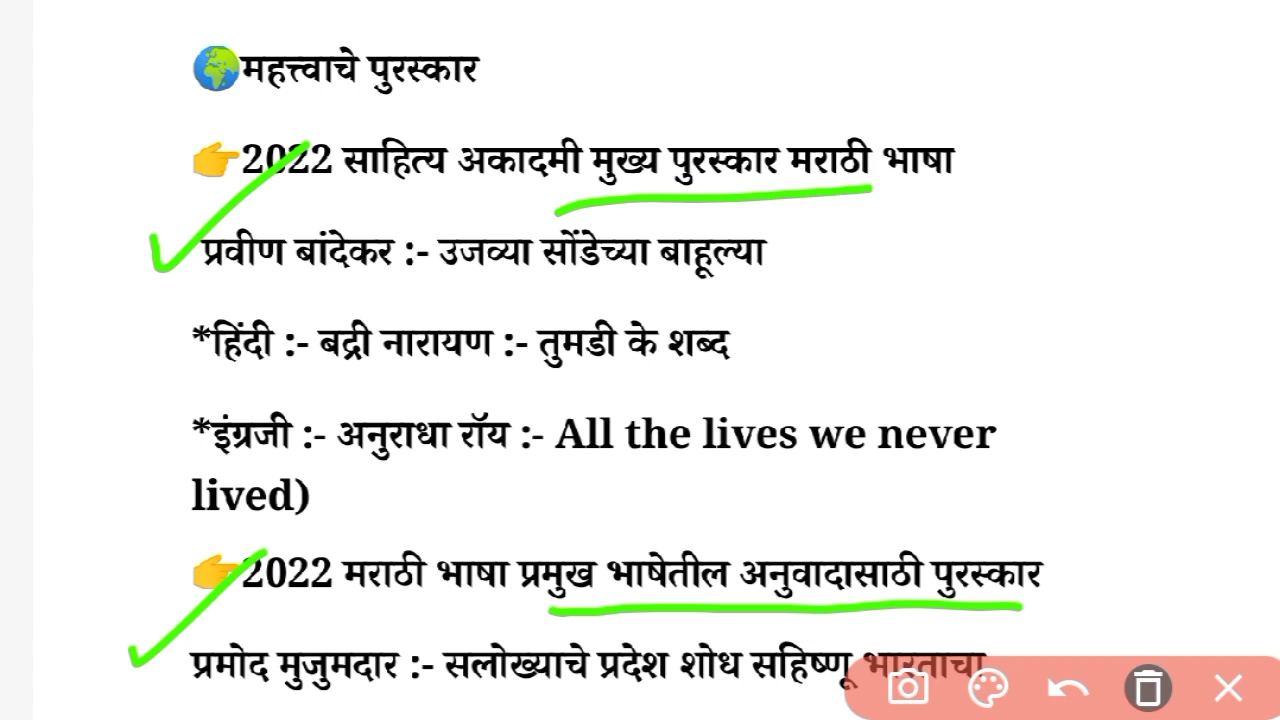 🌍महत्त्वाचे पुरस्कार
👉2022 साहित्य अकादमी मुख्य पुरस्कार मराठी भाषा
प्रवीण बांदेकर :- उजव्या सोंडेच्या बाहूल्या
*हिंदी :- बद्री नारायण :- तुमडी के शब्द
*इंग्रजी :- अनुराधा रॉय :- All the lives we never
lived)
👉2022 मराठी भाषा प्रमुख भाषेतील अनुवादासाठी पुरस्कार
प्रमोद मुजुमदार :- सलोख्याचे प्रदेश शोध सहिष्णू भारताचा